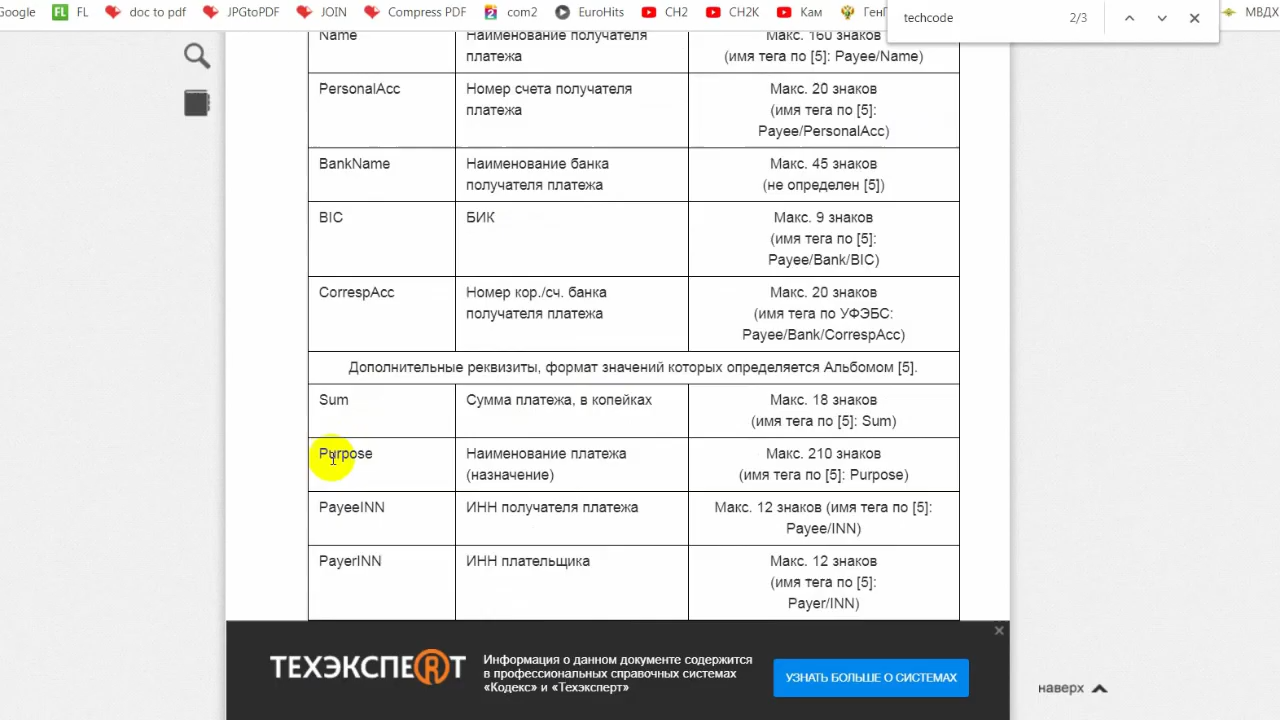 Google FL FL doc to pdf JPGtoPDF JOIN Compress PDF com2 EuroHits CH2 CH2K Кам techcode 2/3 МВДХ
Name Наименование получателя Макс. 160 знаков
платежа (имя тега по [5]: Payee/Name)
PersonalAcc Номер счета получателя Макс. 20 знаков
платежа (имя тега по [5]:
Payee/PersonalAcc)
BankName Наименование банка Макс. 45 знаков
получателя платежа (не определен [5])
BIC БИК Макс. 9 знаков
(имя тега по [5]:
Payee/Bank/BIC)
CorrespAcc Номер кор./сч. банка Макс. 20 знаков
получателя платежа (имя тега по УФЭБС:
Payee/Bank/CorrespAcc)
Дополнительные реквизиты, формат значений которых определяется Альбомом [5].
Sum Сумма платежа, в копейках Макс. 18 знаков
(имя тега по [5]: Sum)
Purpose Наименование платежа Макс. 210 знаков
(назначение) (имя тега по [5]: Purpose)
PayeeINN ИНН получателя платежа Макс. 12 знаков (имя тега по [5]:
Payee/INN)
PayerINN ИНН плательщика Макс. 12 знаков
(имя тега по [5]:
Payer/INN)
ТЕХЭКСПЕRТ
Информация о данном документе содержится
в профессиональных справочных системах
«Кодекс» и «Техэксперт»
УЗНАТЬ БОЛЬШЕ О СИСТЕМАХ
наверх